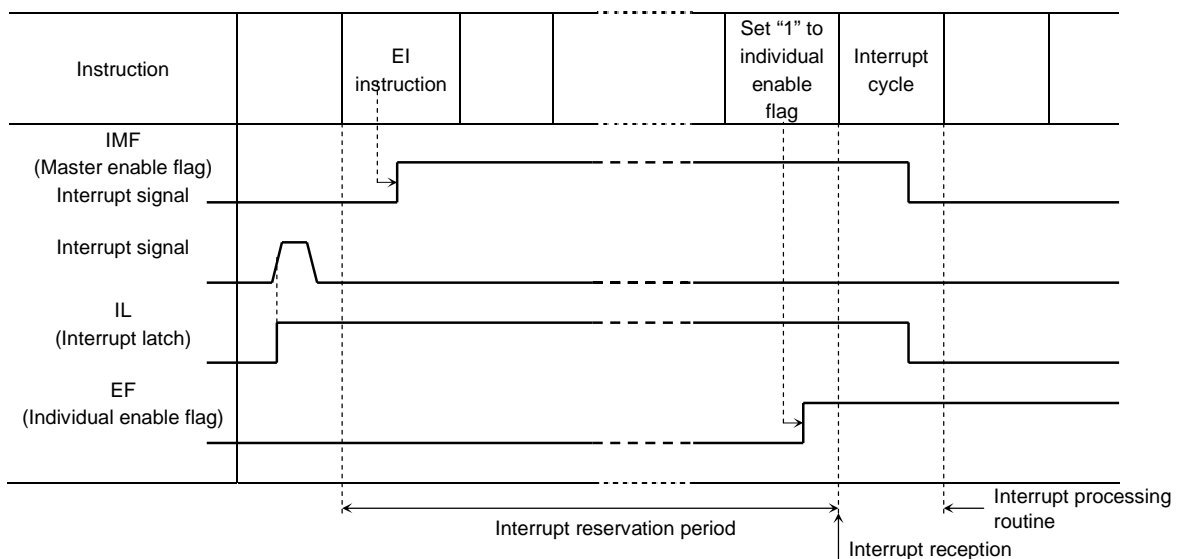 Instruction
EI
instruction
Set “1” to
individual
enable
flag
Interrupt
cycle
IMF
(Master enable flag)
Interrupt signal
Interrupt signal
IL
(Interrupt latch)
EF
(Individual enable flag)
Interrupt reservation period
Interrupt processing
routine
Interrupt reception